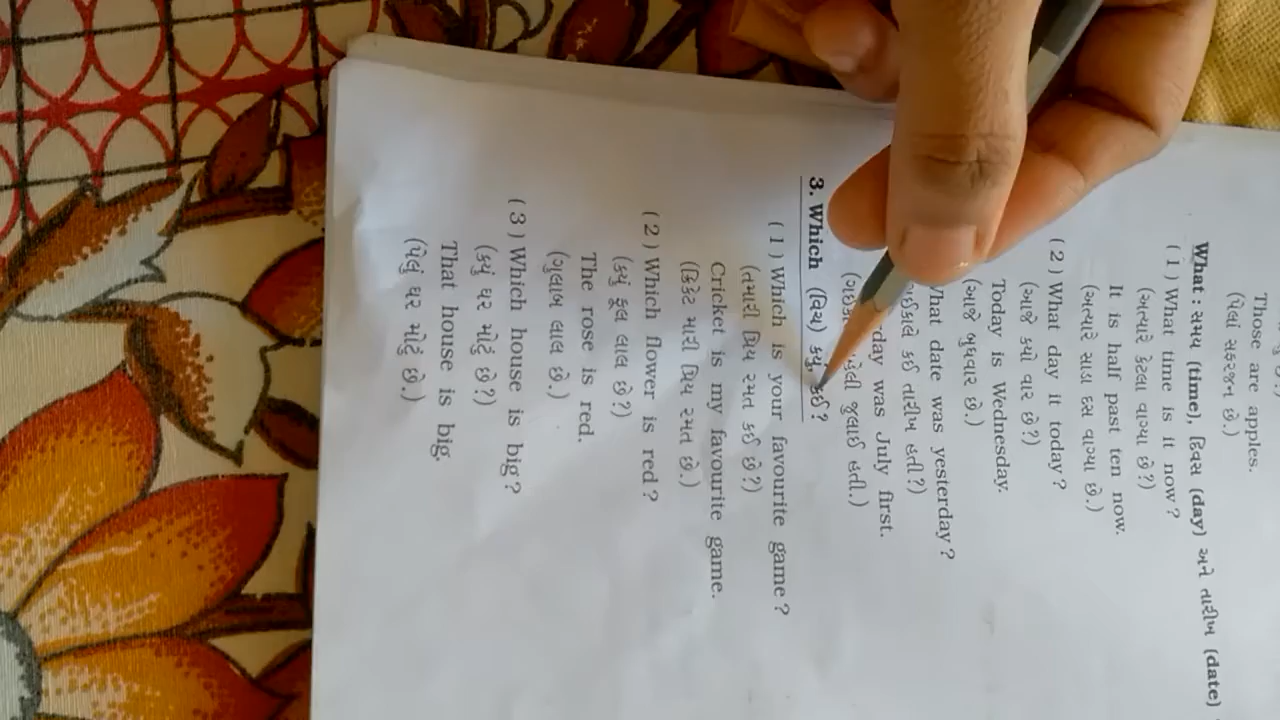 Those are apples.
(પેલાં સફરજન છે.)
What : સમય (time), દિવસ (day) અને તારીખ (date)
( 1 ) What time is it now ?
(અત્યારે કેટલા વાગ્યા છે ?)
It is half past ten now.
(અત્યારે સાડા દસ વાગ્યા છે.)
( 2 ) What day it today ?
(આજે કયો વાર છે ?)
Today is Wednesday.
(આજે બુધવાર છે.)
What date was yesterday ?
કઈ તારીખ હતી ?)
was July first.
જુલાઈ હતી.)
3. Which (વિચ) કયું, કઈ ?
( 1 ) Which is your favourite game ?
(તમારી પ્રિય રમત કઈ છે ?)
Cricket is my favourite game.
(ક્રિકેટ મારી પ્રિય રમત છે.)
( 2 ) Which flower is red ?
(કયું ફૂલ લાલ છે ?)
The rose is red.
(ગુલાબ લાલ છે.)
( 3 ) Which house is big ?
(કયું ઘર મોટું છે ?)
That house is big.
(પેલું ઘર મોટું છે.)